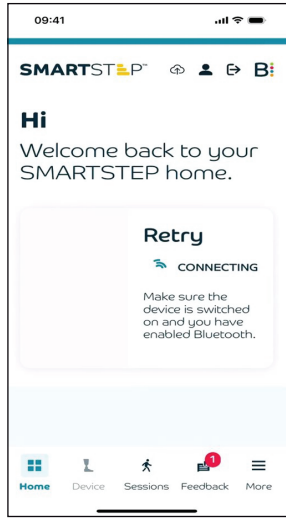 09:41
SMARTSTEP™ B
Hi
Welcome back to your
SMARTSTEP home.
Retry
CONNECTING
Make sure the
device is switched
on and you have
enabled Bluetooth.
1
Home Device Sessions Feedback More